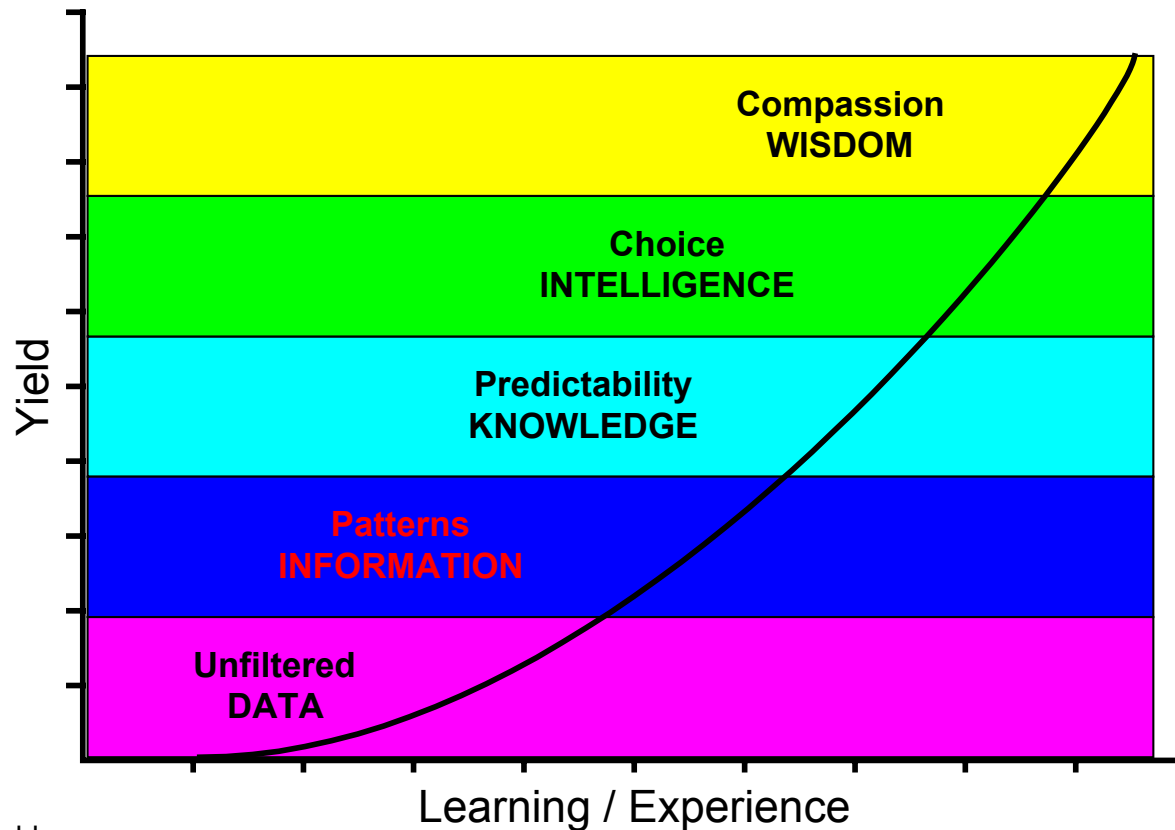 Compassion
WISDOM
Choice
INTELLIGENCE
Yield
Predictability
KNOWLEDGE
Patterns
INFORMATION
Unfiltered
DATA
Learning / Experience